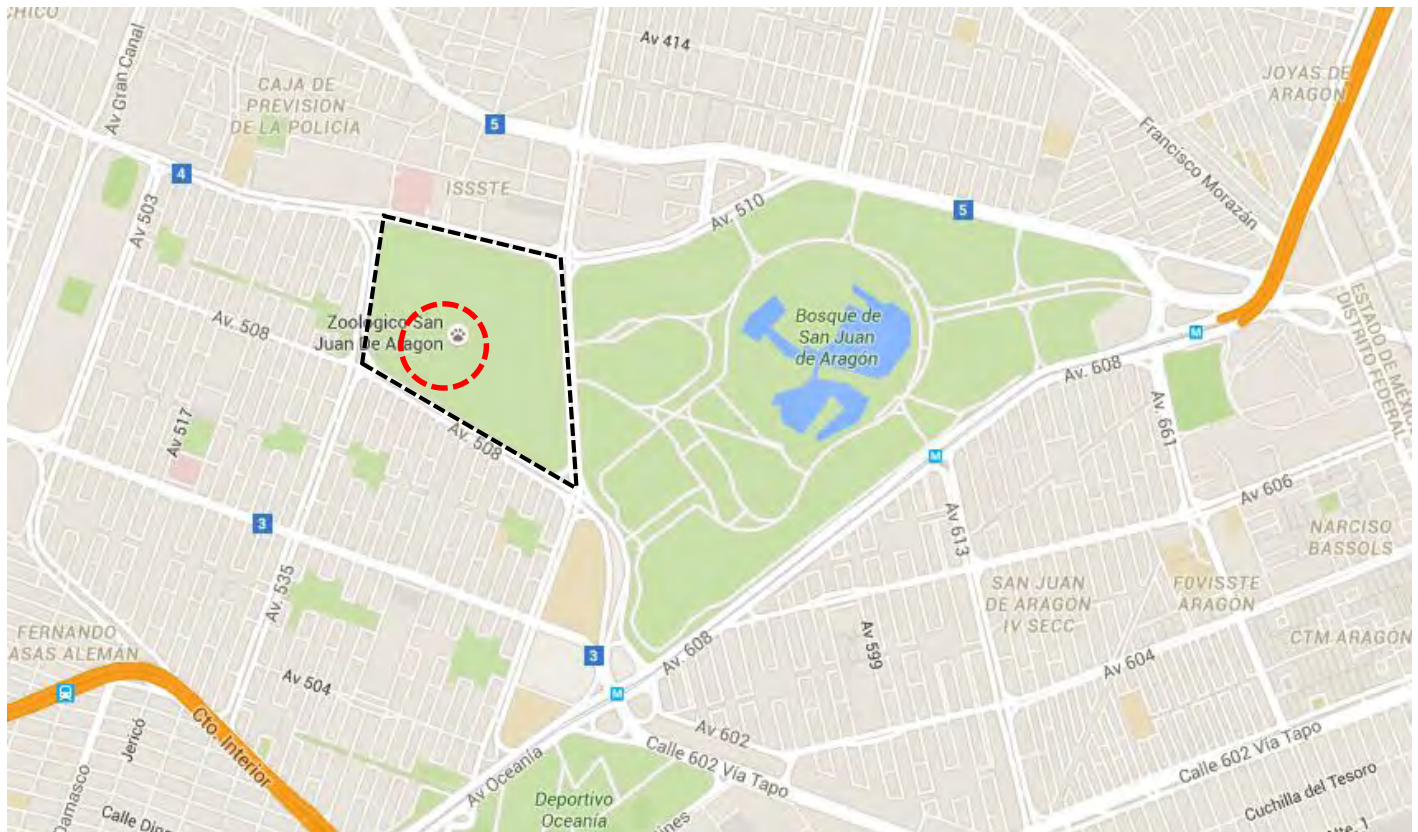 CHICO
Av 414
Av Gran Canal
CAJA DE
PREVISION
DE LA POLICÍA
JOYAS DE
ARAGON
5
Francisco Morazán
4
ISSSTE
Av 503
Av. 510
5
ESTADO DE MÉXICO
DISTRITO FEDERAL
Zoologico San
Juan De Aragon
Bosque de
San Juan
de Aragón
Av. 508
M
Av. 608
Av. 661
Av 517
Av. 508
M
Av 606
3
Av 613
NARCISO
BASSOLS
Av. 535
SAN JUAN
DE ARAGON
IV SECC
FOVISSTE
ARAGÓN
FERNANDO
ASAS ALEMÁN
Av. 608
Av 599
CTM ARAGÓN
3
Av 604
Av 504
M
Cto. Interior
Jericó
Av 602
Calle 602 Vía Tapo
Calle 602 Vía Tapo
Av Oceanía
Damasco
Cuchilla del Tesoro
Deportivo
Oceanía